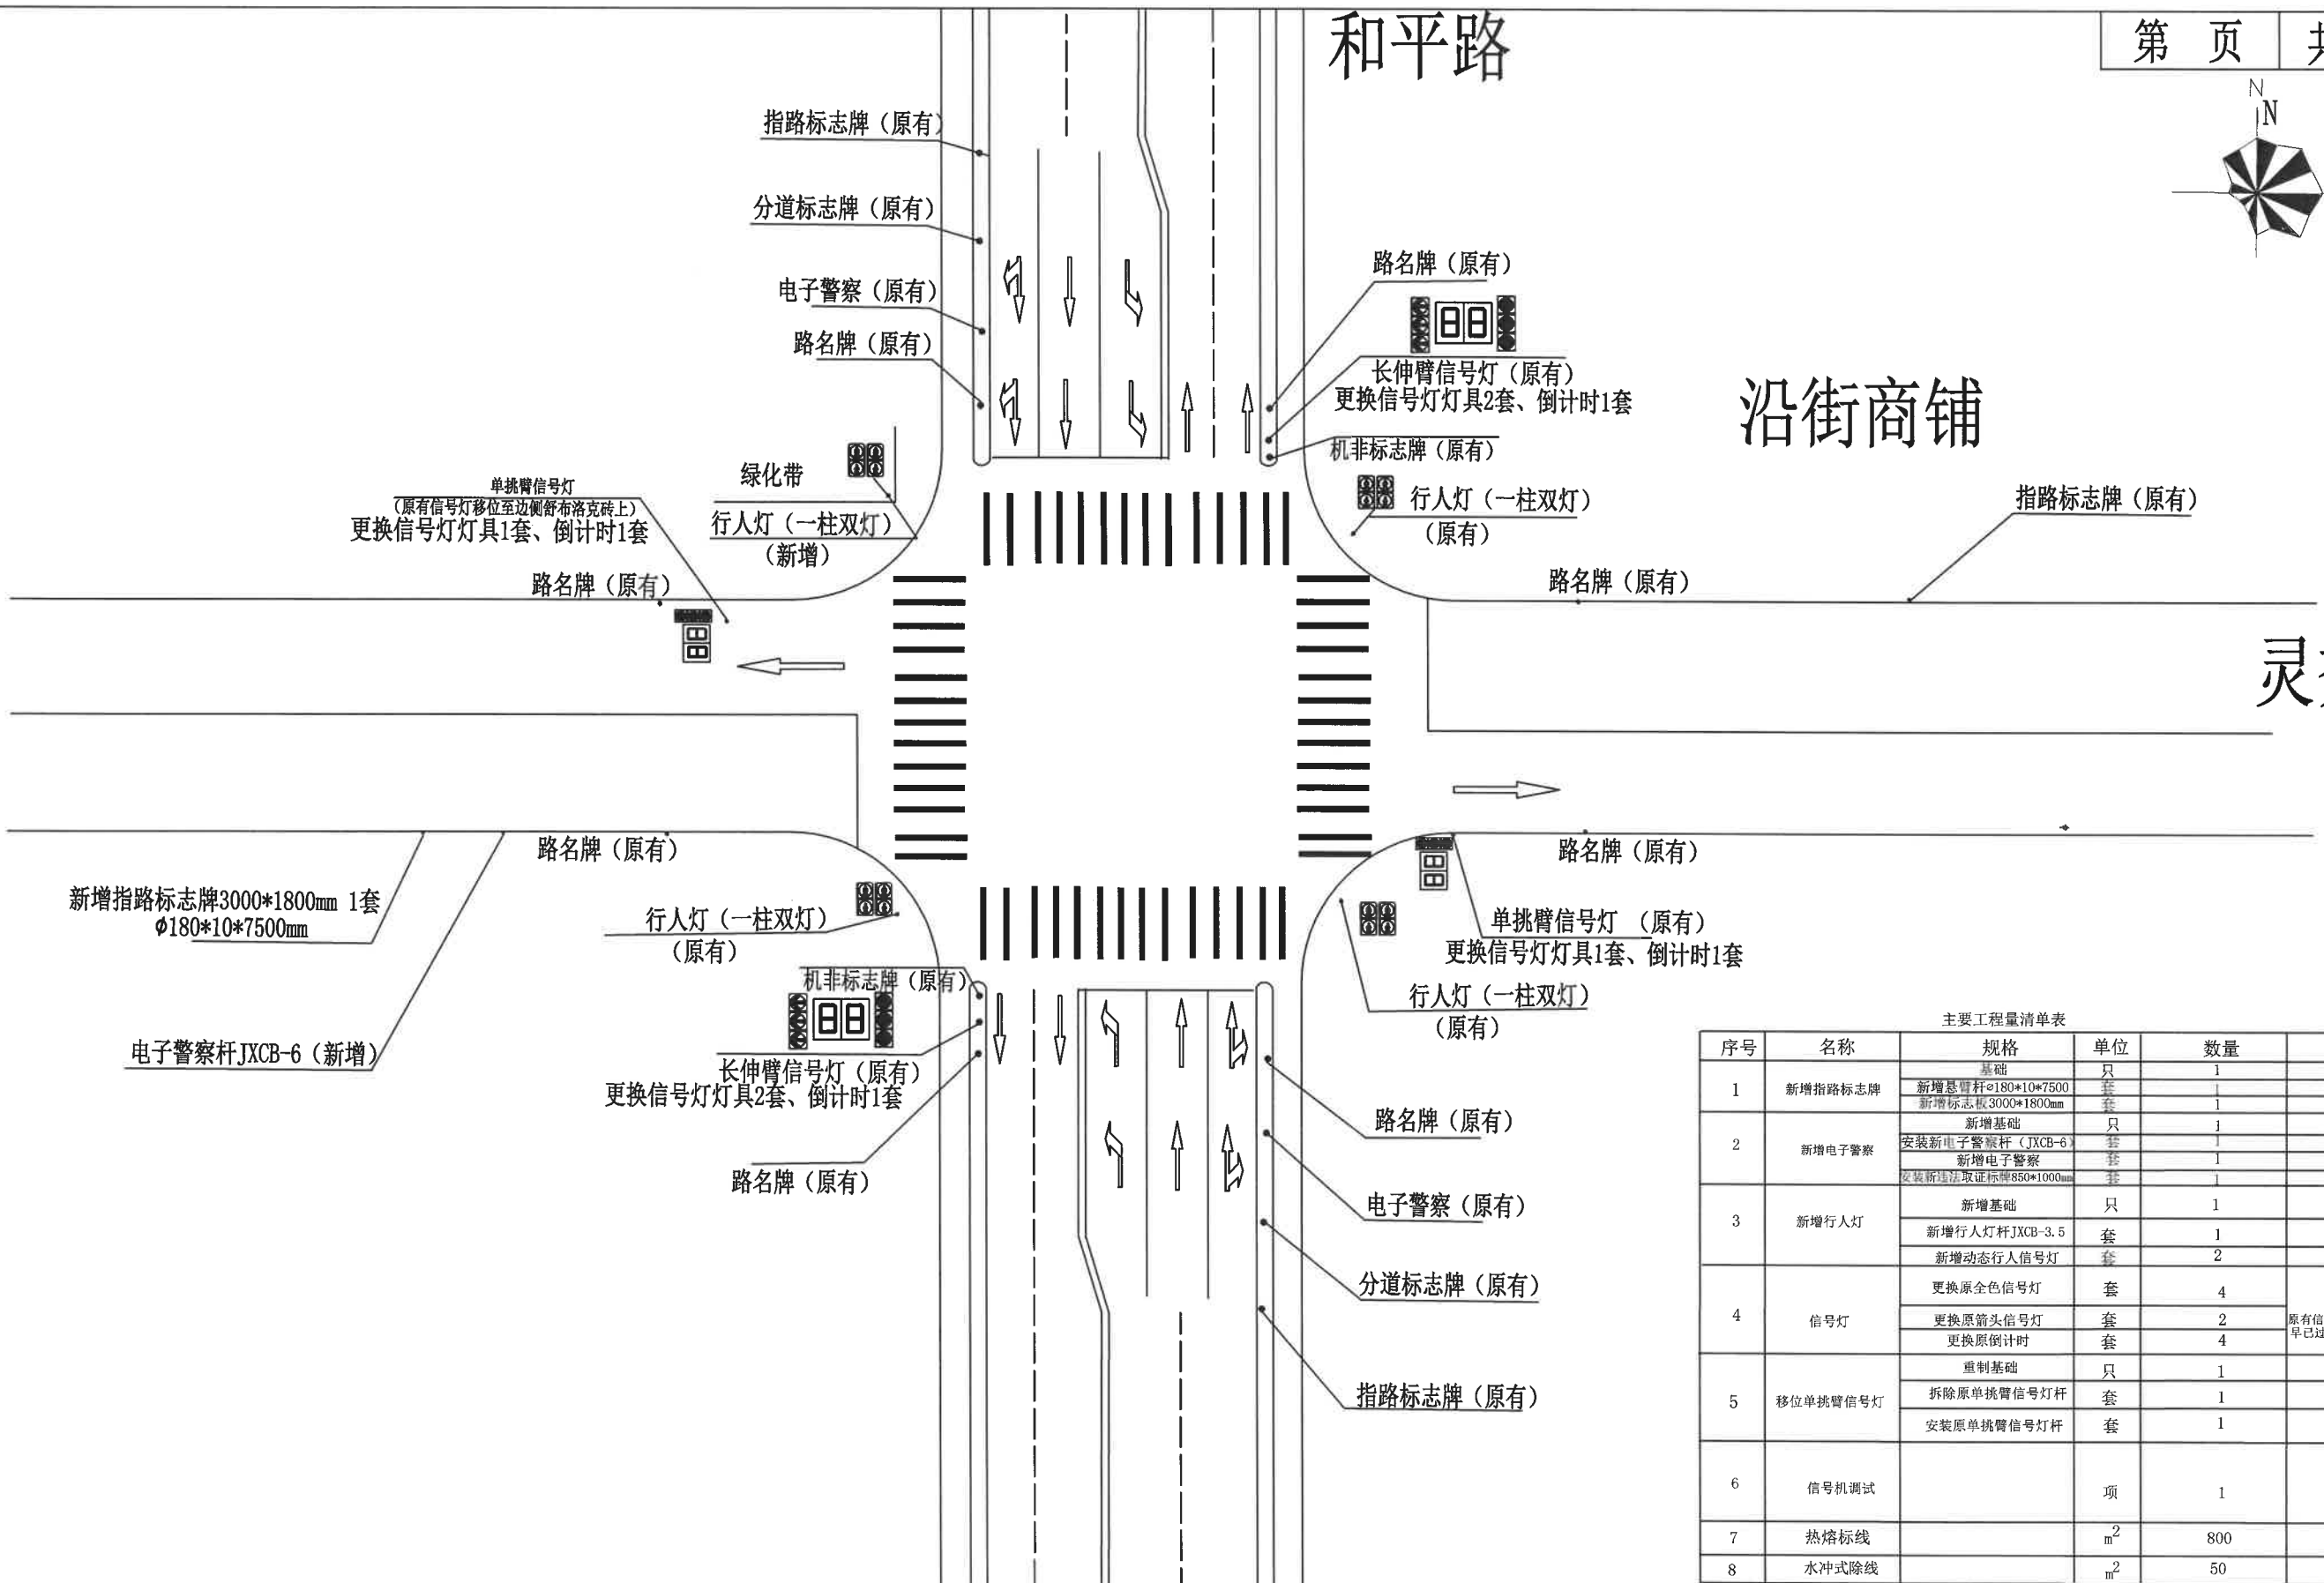 和平路
第 页
N
N
指路标志牌（原有）
分道标志牌（原有）
电子警察（原有）
路名牌（原有）
路名牌（原有）
长伸臂信号灯（原有）
更换信号灯灯具2套、倒计时1套
机非标志牌（原有）
沿街商铺
绿化带
行人灯（一柱双灯）
（新增）
单挑臂信号灯
（原有信号灯移位至边侧舒布洛克砖上）
更换信号灯灯具1套、倒计时1套
路名牌（原有）
行人灯（一柱双灯）
（原有）
指路标志牌（原有）
路名牌（原有）
灵
路名牌（原有）
新增指路标志牌3000*1800mm 1套
φ180*10*7500mm
电子警察杆JXCB-6（新增）
行人灯（一柱双灯）
（原有）
机非标志牌（原有）
长伸臂信号灯（原有）
更换信号灯灯具2套、倒计时1套
路名牌（原有）
路名牌（原有）
单挑臂信号灯 （原有）
更换信号灯灯具1套、倒计时1套
行人灯（一柱双灯）
（原有）
路名牌（原有）
电子警察（原有）
分道标志牌（原有）
指路标志牌（原有）
主要工程量清单表
序号 名称 规格 单位 数量
1 新增指路标志牌 基础 只 1
新增悬臂杆∅180*10*7500 套 1
新增标志板3000*1800mm 套 1
2 新增电子警察 新增基础 只 1
安装新电子警察杆（JXCB-6） 套 1
新增电子警察 套 1
安装新违法取证标牌850*1000mm 套 1
3 新增行人灯 新增基础 只 1
新增行人灯杆JXCB-3.5 套 1
新增动态行人信号灯 套 2
4 信号灯 更换原全色信号灯 套 4
更换原箭头信号灯 套 2
更换原倒计时 套 4
原有信
早已过
5 移位单挑臂信号灯 重制基础 只 1
拆除原单挑臂信号灯杆 套 1
安装原单挑臂信号灯杆 套 1
6 信号机调试 项 1
7 热熔标线 m2 800
8 水冲式除线 m2 50